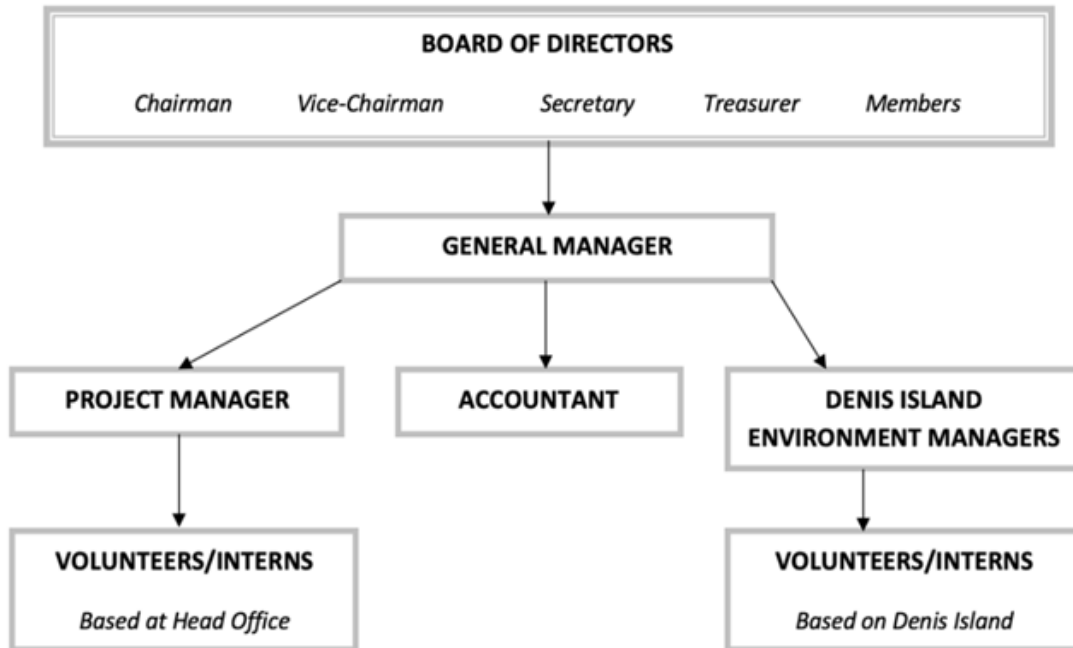 BOARD OF DIRECTORS
Chairman Vice-Chairman Secretary Treasurer Members
GENERAL MANAGER
PROJECT MANAGER
ACCOUNTANT
DENIS ISLAND
ENVIRONMENT MANAGERS
VOLUNTEERS/INTERNS
Based at Head Office
VOLUNTEERS/INTERNS
Based on Denis Island